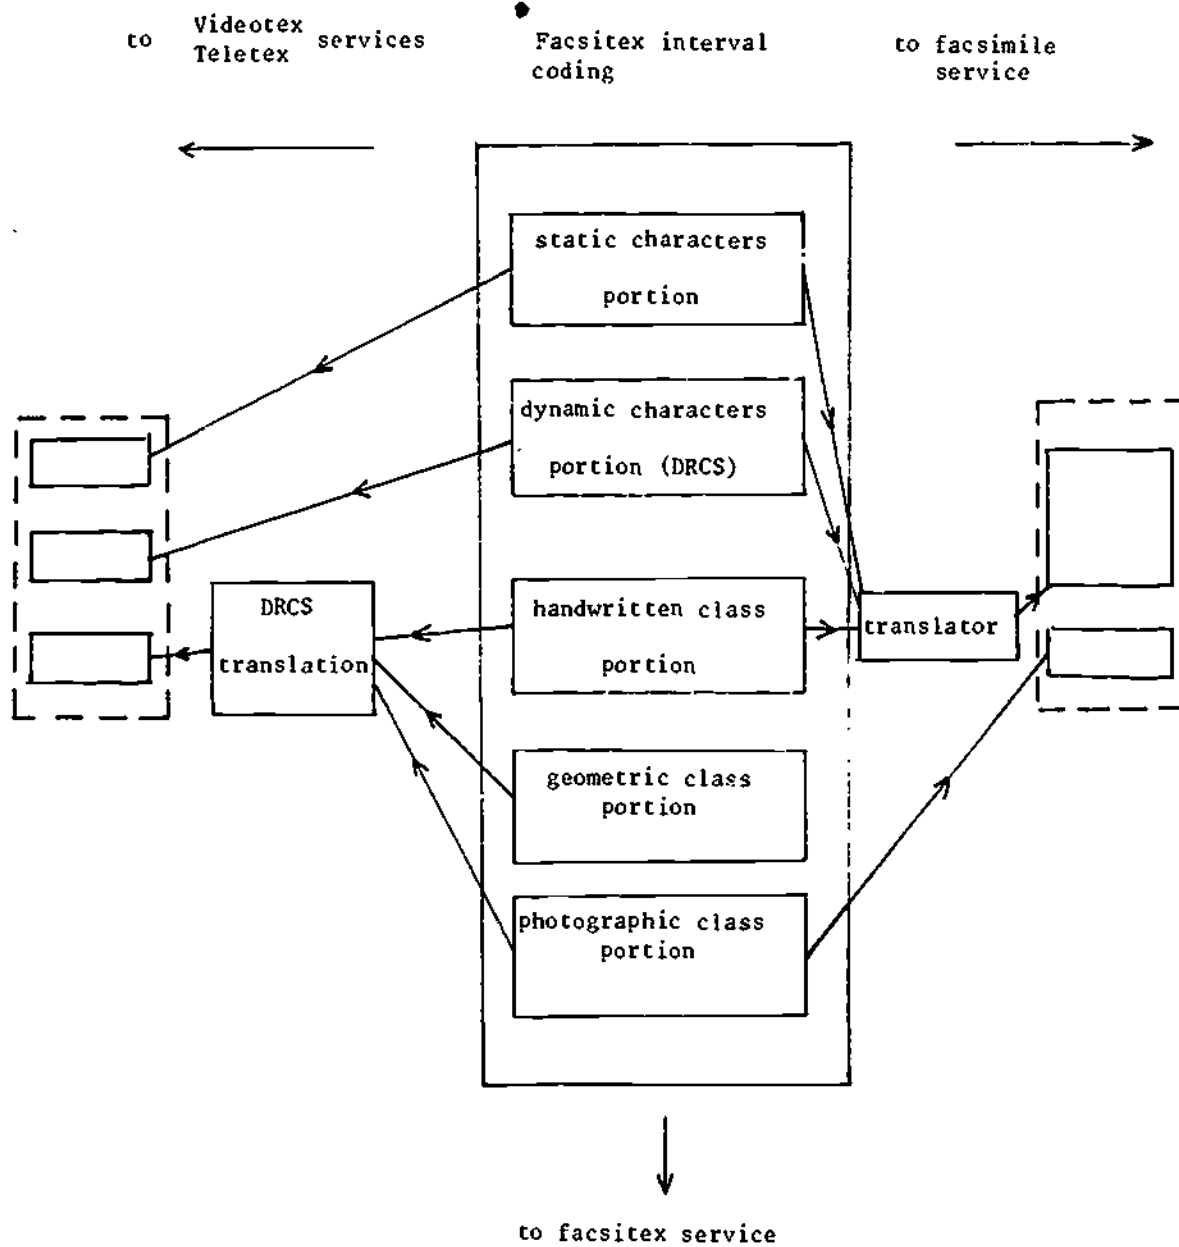 to Videotex Teletex services
Facsitex interval
coding
to facsimile
service
static characters
portion
dynamic characters
portion (DRCS)
DRCS
translation
handwritten class
portion
translator
geometric class
portion
photographic class
portion
to facsitex service